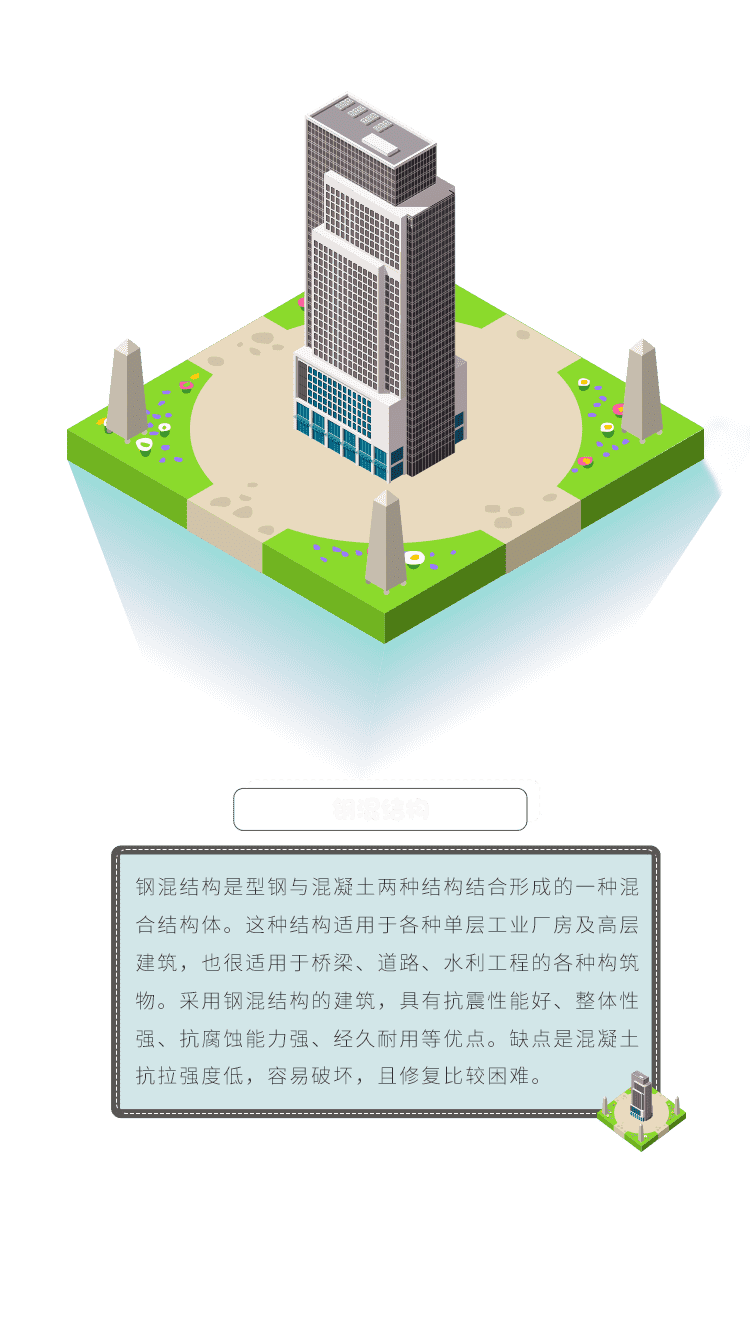 钢混结构
钢混结构是型钢与混凝土两种结构结合形成的一种混
合结构体。这种结构适用于各种单层工业厂房及高层
建筑，也很适用于桥梁、道路、水利工程的各种构筑
物。采用钢混结构的建筑，具有抗震性能好、整体性
强、抗腐蚀能力强、经久耐用等优点。缺点是混凝土
抗拉强度低，容易破坏，且修复比较困难。